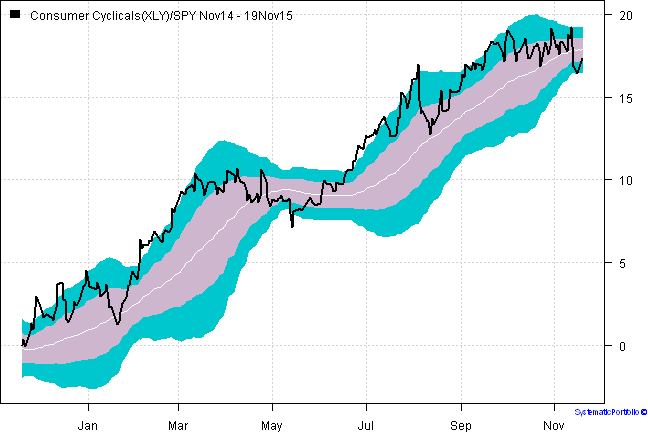 Consumer Cyclicals(XLY)/SPY Nov14 - 19Nov15
20
15
10
5
0
Jan Mar May Jul Sep Nov
SystematicPortfolio ©